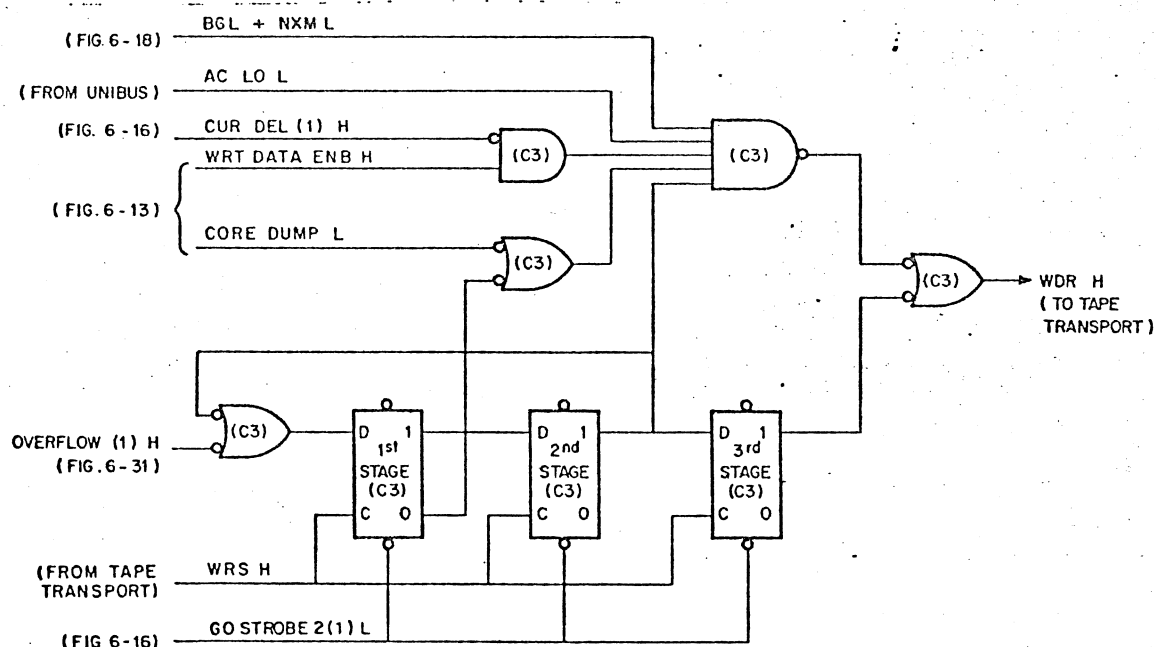 BGL + NXM L
(FIG. 6-18)
AC LO L
(FROM UNIBUS)
(FIG. 6-16)
CUR DEL (1) H
(C3)
(C3)
WRT DATA ENB H
(FIG. 6-13)
CORE DUMP L
(C3)
(C3)
WDR H
(TO TAPE
TRANSPORT)
(C3)
OVERFLOW (1) H
(FIG. 6-31)
D 1
1st
STAGE
(C3)
C 0
D 1
2nd
STAGE
(C3)
C 0
D 1
3rd
STAGE
(C3)
C 0
(FROM TAPE
TRANSPORT)
WRS H
(FIG 6-16)
GO STROBE 2(1) L